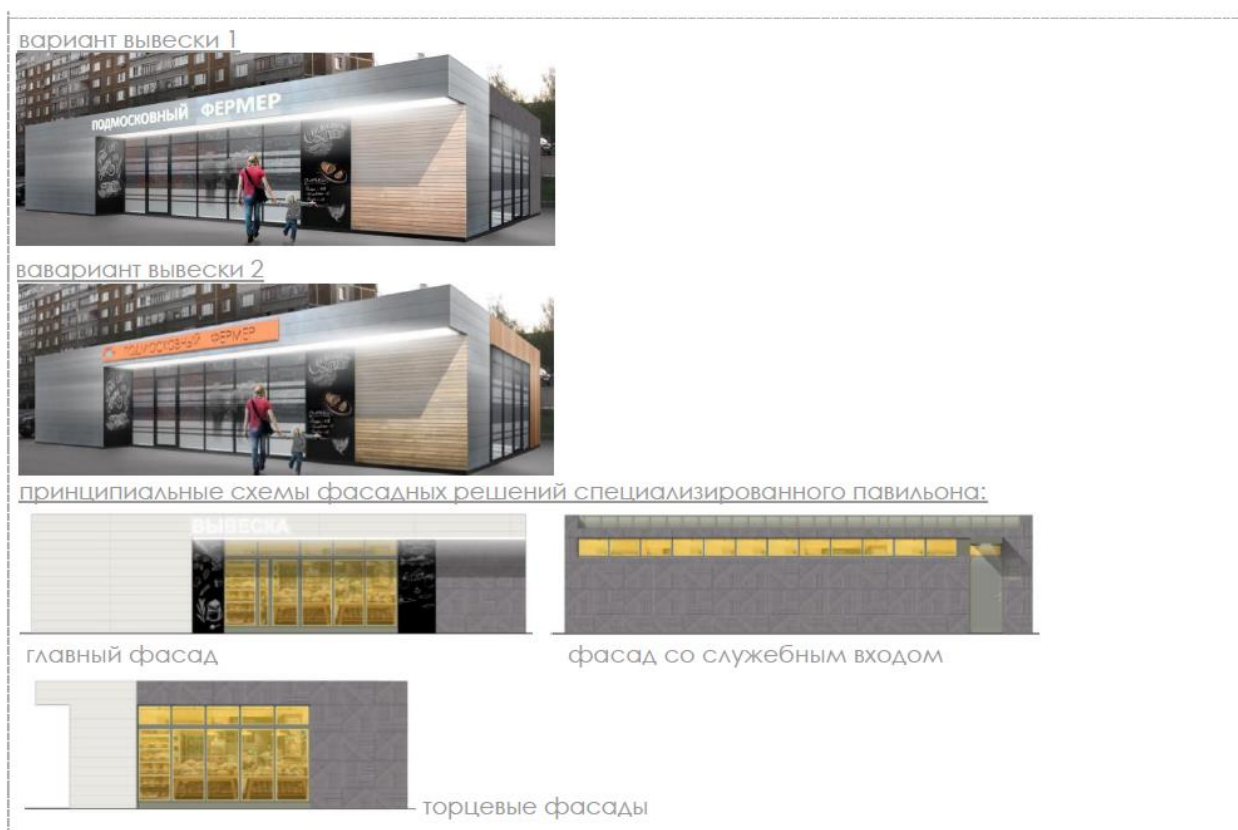 вариант вывески 1
ПОДМОСКОВНЫЙ ФЕРМЕР
вавариант вывески 2
ПОДМОСКОВНЫЙ ФЕРМЕР
принципиальные схемы фасадных решений специализированного павильона:
ВЫВЕСКА
главный фасад
фасад со служебным входом
торцевые фасады